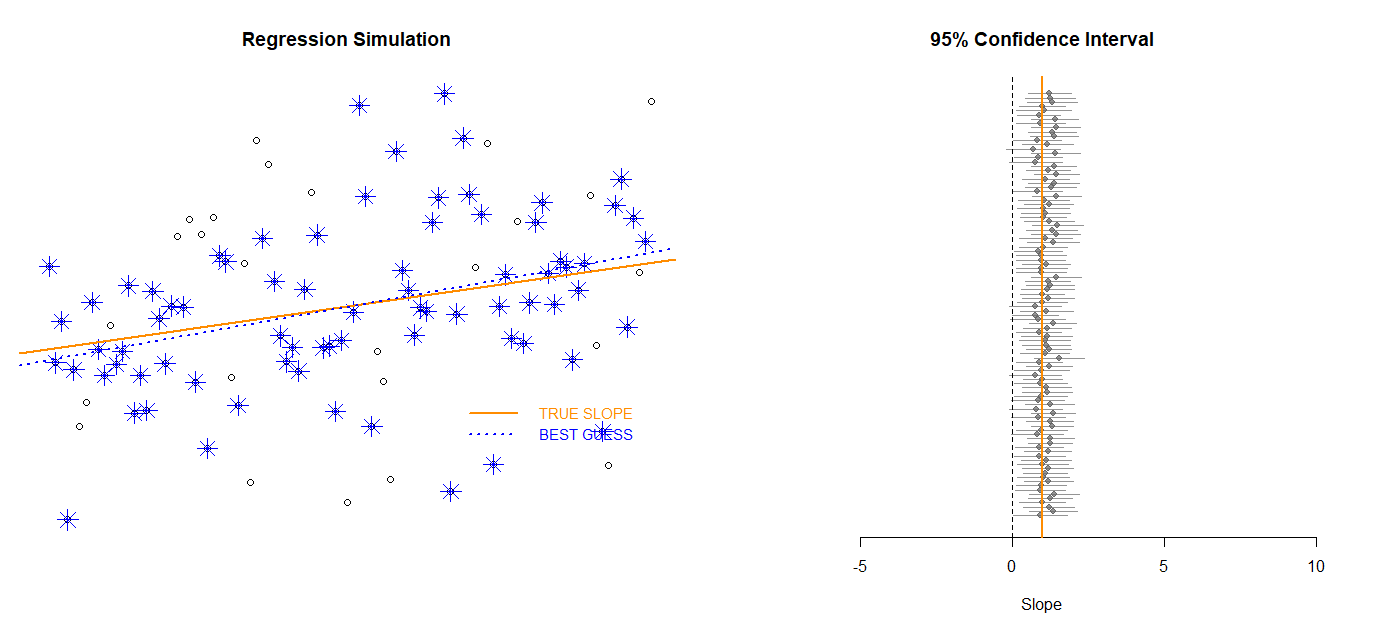 Regression Simulation
TRUE SLOPE
BEST GUESS
95% Confidence Interval
-5 0 5 10
Slope